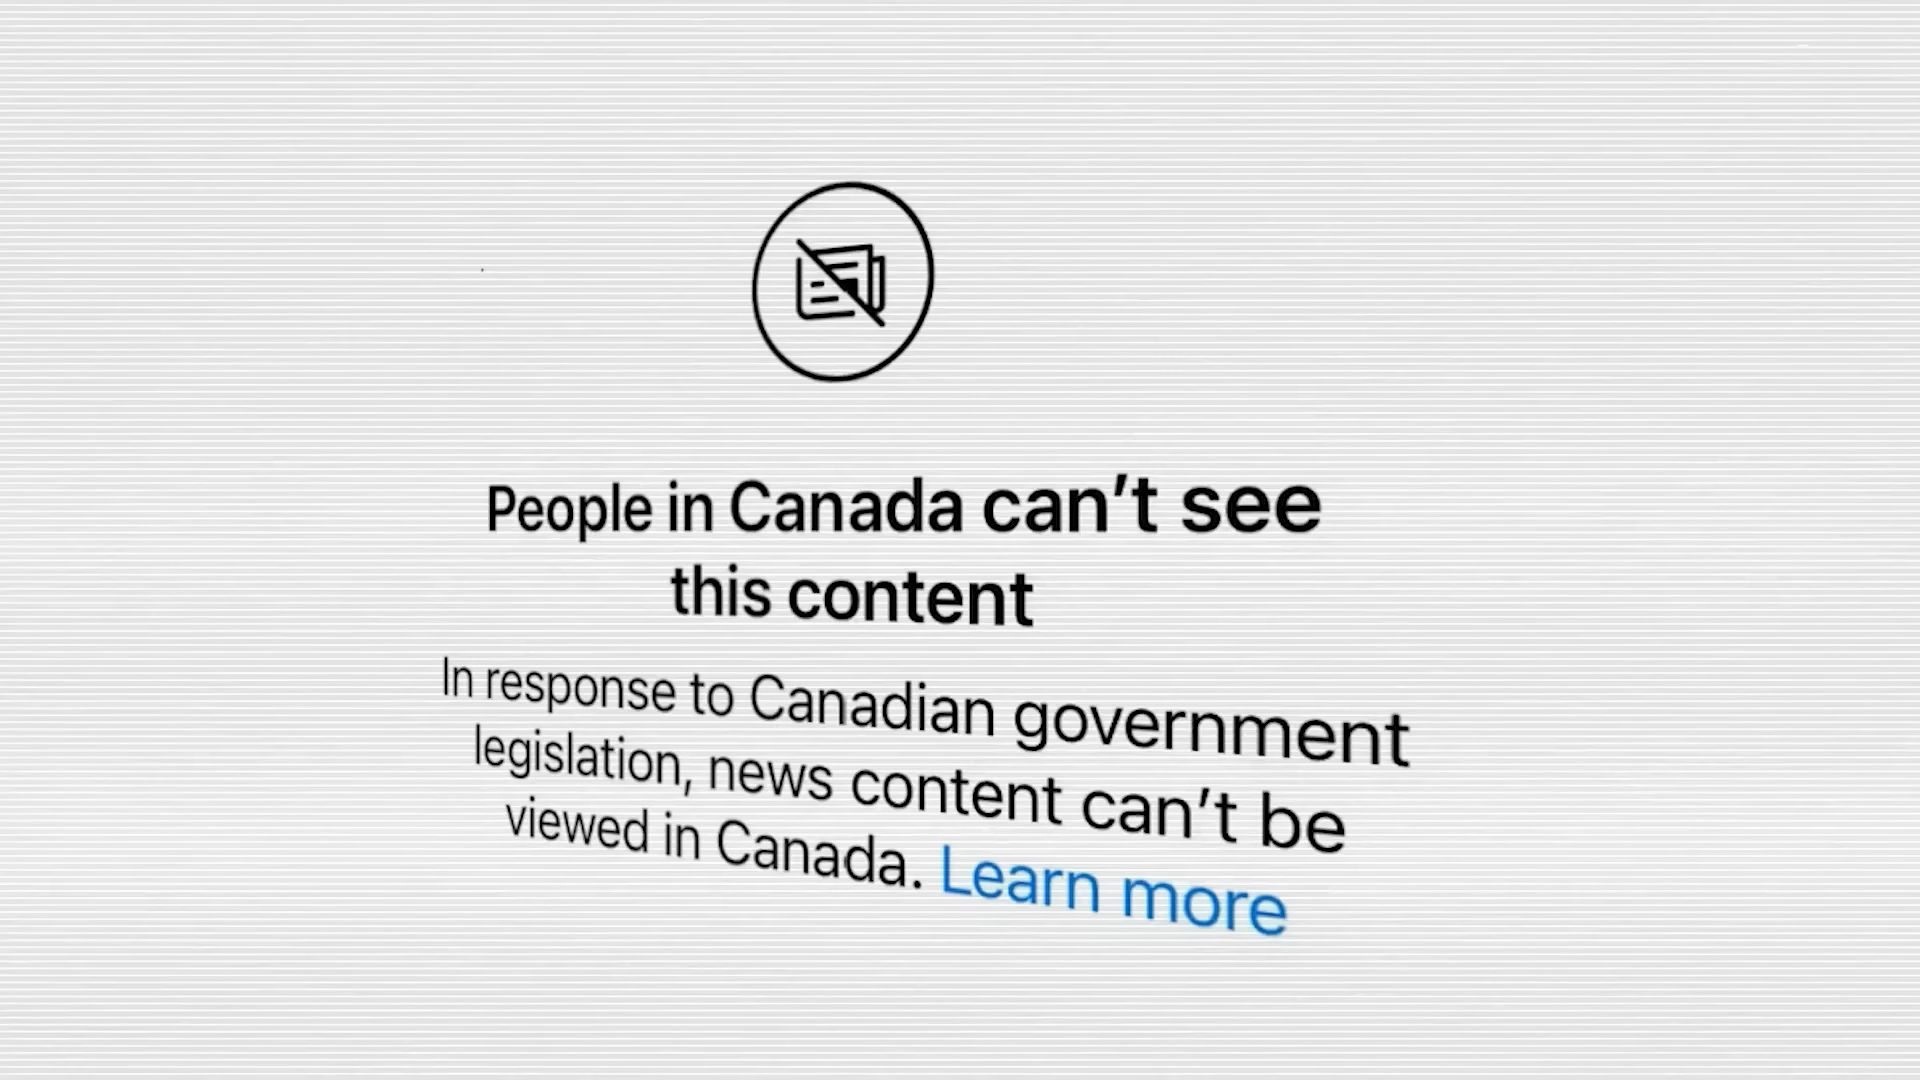 People in Canada can’t see
this content
In response to Canadian government
legislation, news content can’t be
viewed in Canada. Learn more